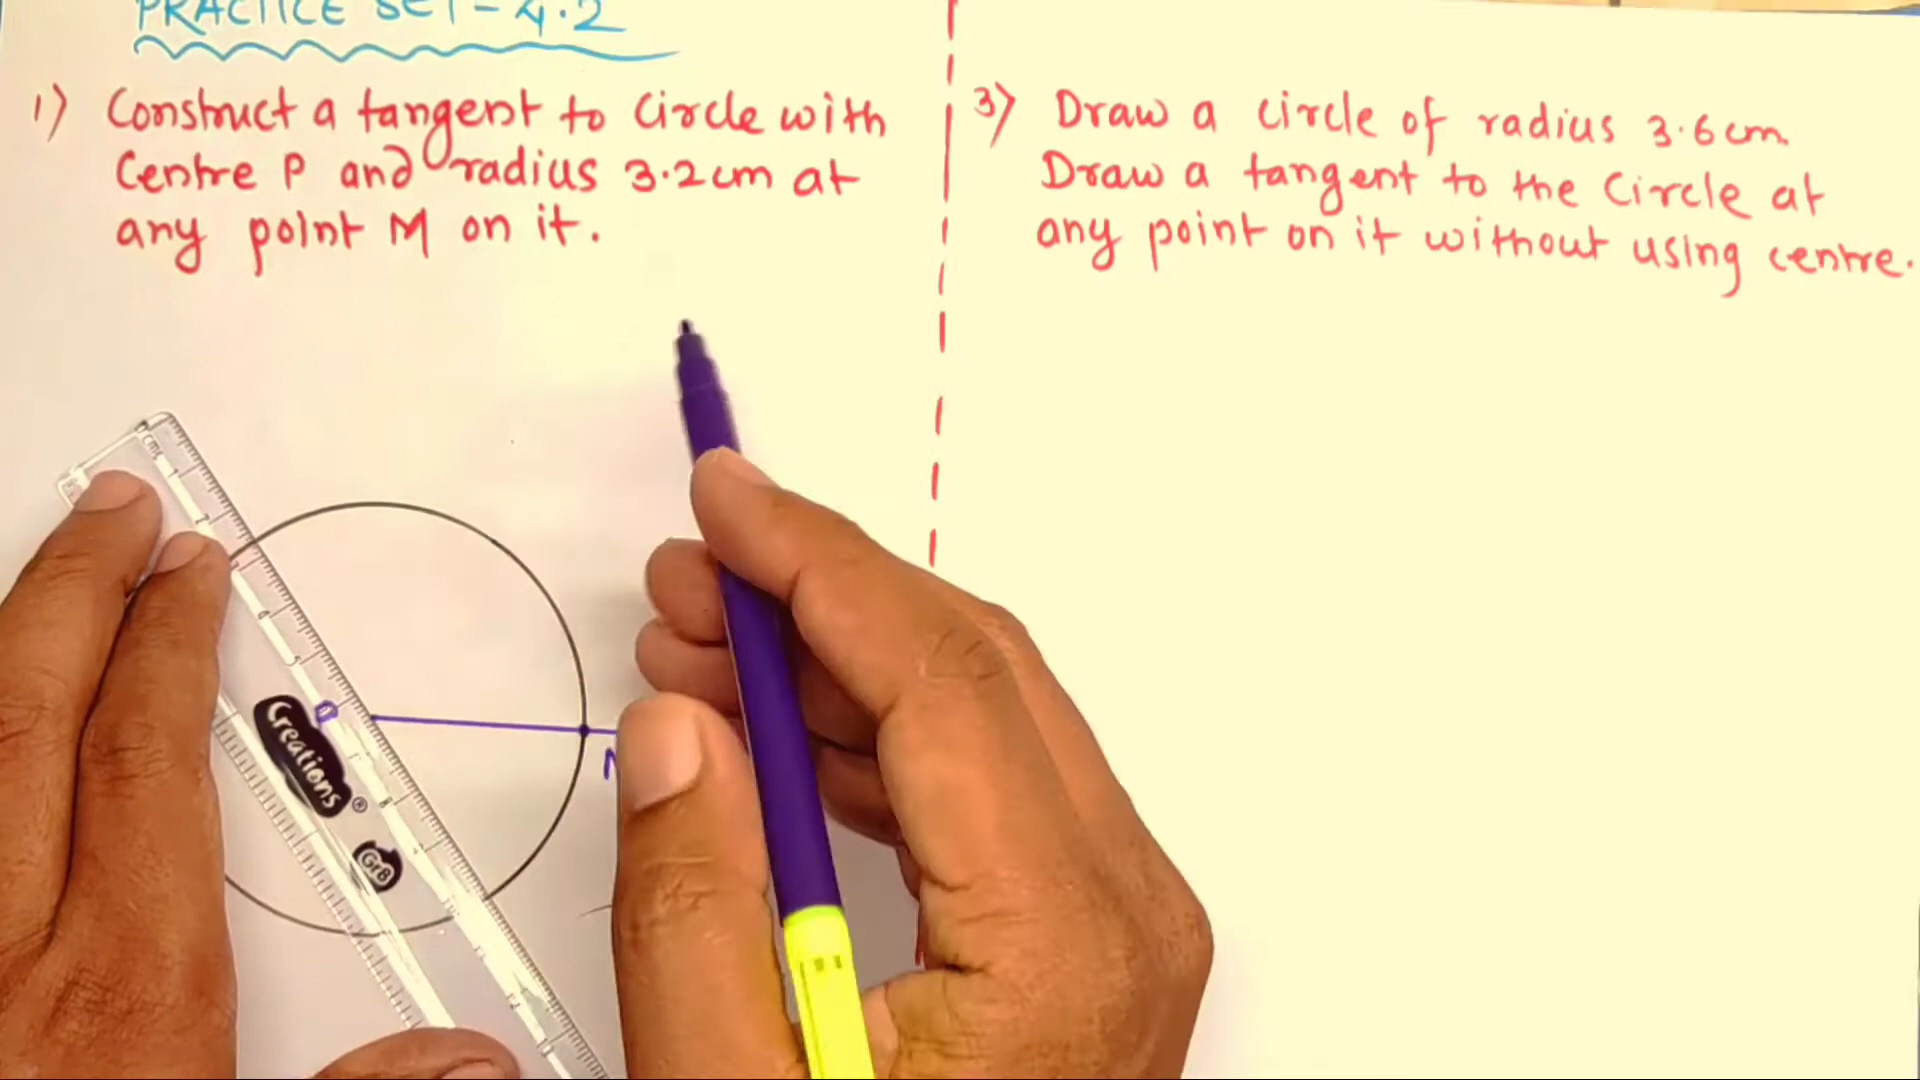 PRACTICE SET - 4.2
1) Construct a tangent to Circle with
Centre P and radius 3.2cm at
any point M on it.
3) Draw a circle of radius 3.6cm.
Draw a tangent to the Circle at
any point on it without using centre.
Creations®
Gr8